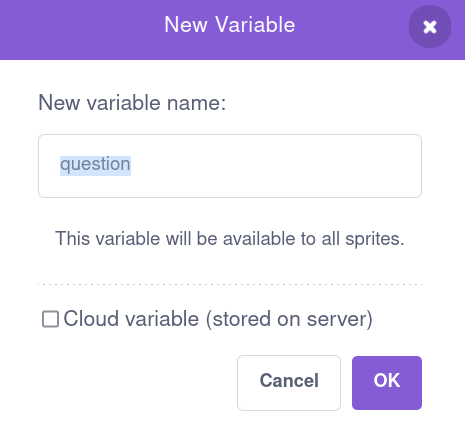 New Variable
New variable name:
question
This variable will be available to all sprites.
Cloud variable (stored on server)
Cancel OK